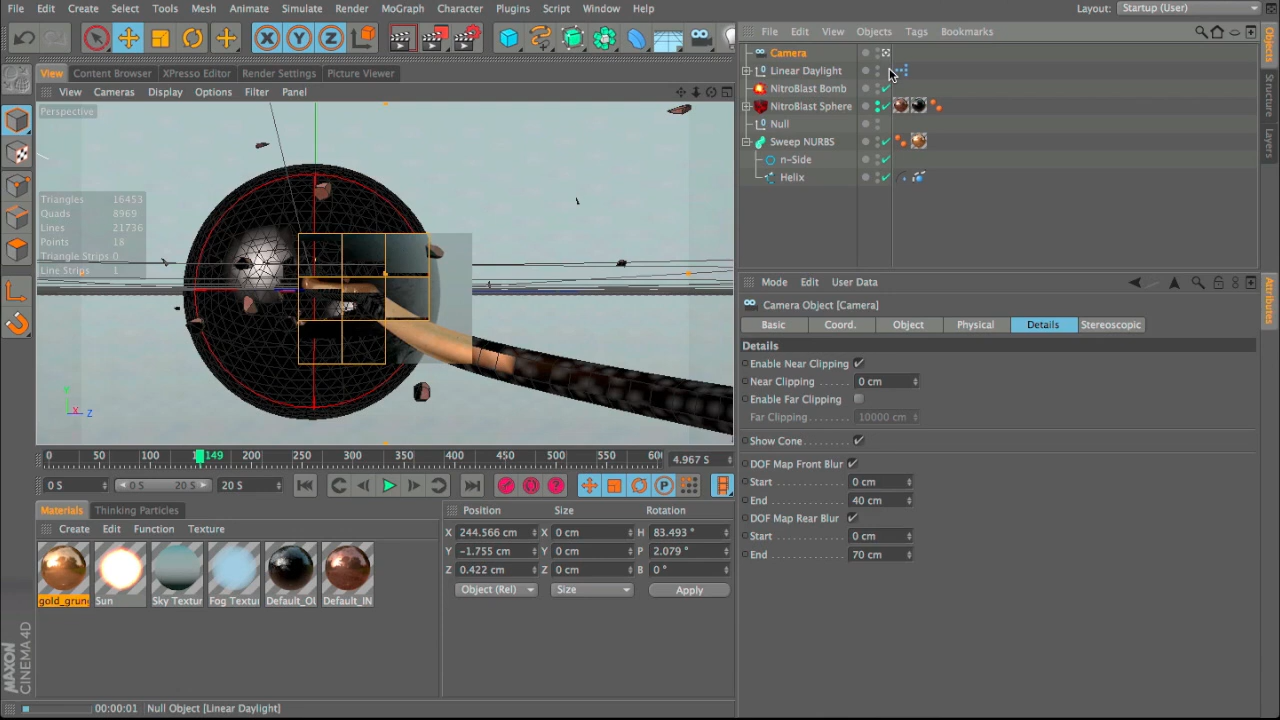 File Edit Create Select Tools Mesh Animate Simulate Render MoGraph Character Plugins Script Window Help
Layout: Startup (User)
X Y Z
File Edit View Objects Tags Bookmarks
Objects
Structure
Layers
View Content Browser XPresso Editor Render Settings Picture Viewer
View Cameras Display Options Filter Panel
Perspective
Triangles 16453
Quads 8969
Lines 21736
Points 18
Triangle Strips 0
Line Strips 1
Y
X Z
Camera
Linear Daylight
NitroBlast Bomb
NitroBlast Sphere
Null
Sweep NURBS
n-Side
Helix
Mode Edit User Data
Attributes
Camera Object [Camera]
Basic Coord. Object Physical Details Stereoscopic
Details
Enable Near Clipping
Near Clipping 0 cm
Enable Far Clipping
Far Clipping 10000 cm
Show Cone
DOF Map Front Blur
Start 0 cm
End 40 cm
DOF Map Rear Blur
Start 0 cm
End 70 cm
0 50 100 149 200 250 300 350 400 450 500 550 600
4.967 S
0 S 0 S 20 S 20 S
P
Materials Thinking Particles
Create Edit Function Texture
gold_grun Sun Sky Textur Fog Textu Default_OU Default_IN
Position Size Rotation
X 244.566 cm X 0 cm H 83.493 °
Y -1.755 cm Y 0 cm P 2.079 °
Z 0.422 cm Z 0 cm B 0 °
Object (Rel) Size Apply
MAXON
CINEMA4D
00:00:01 Null Object [Linear Daylight]